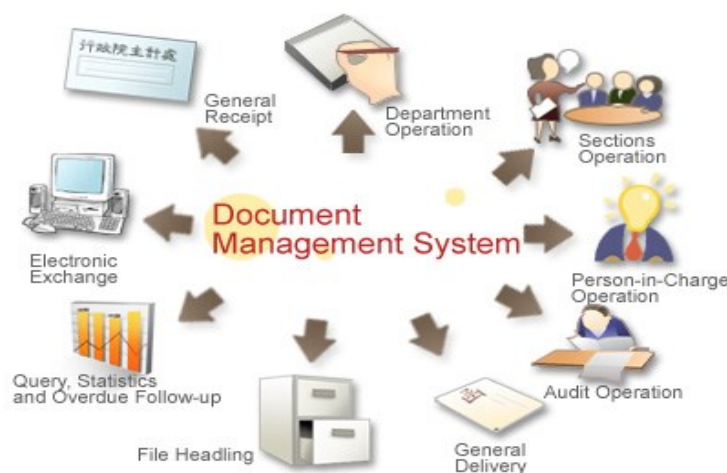 行政院主計處
General
Receipt
Department
Operation
Sections
Operation
Document
Management System
Electronic
Exchange
Person-in-Charge
Operation
Query, Statistics
and Overdue Follow-up
Audit Operation
File Headling
General
Delivery